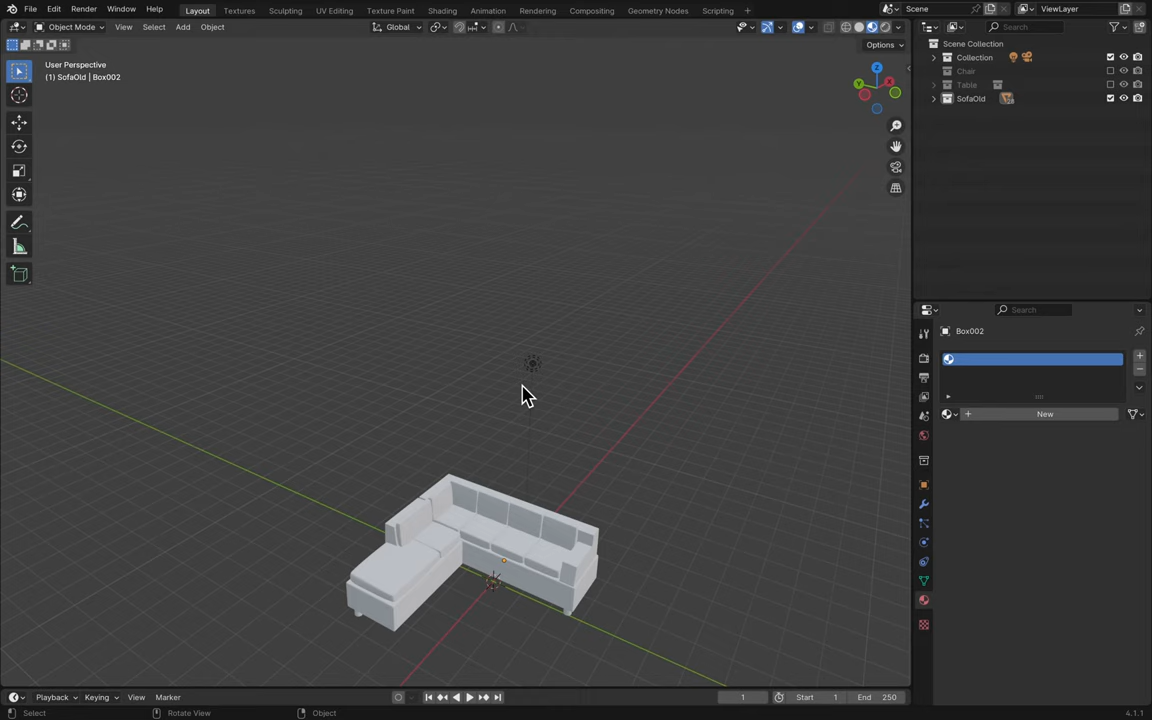 File Edit Render Window Help Layout Textures Sculpting UV Editing Texture Paint Shading Animation Rendering Compositing Geometry Nodes Scripting + Scene ViewLayer
Object Mode View Select Add Object Global Search
Options
User Perspective
(1) SofaOld | Box002
Z
Y
X
Scene Collection
Collection
Chair
Table
SofaOld
Search
Box002
+ New
Playback Keying View Marker 1 Start 1 End 250
Select Rotate View Object 4.1.1